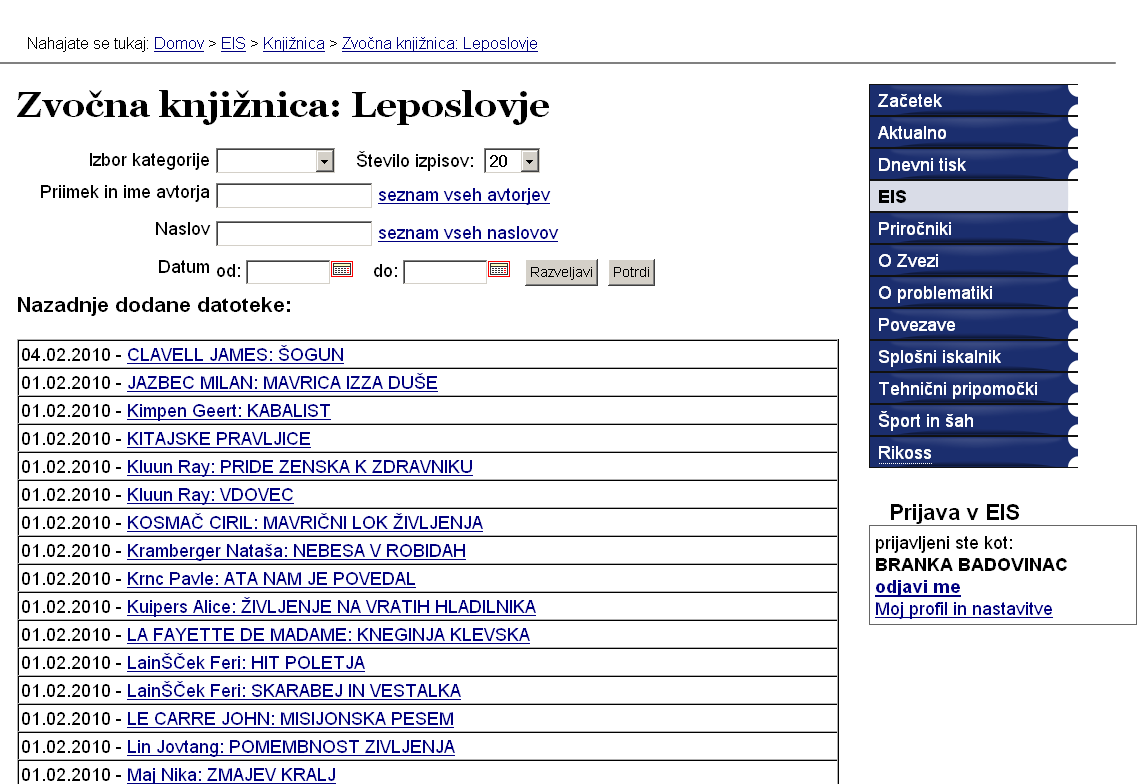 Nahajate se tukaj: Domov > EIS > Knjižnica > Zvočna knjižnica: Leposlovje
Zvočna knjižnica: Leposlovje
Izbor kategorije Število izpisov: 20
Priimek in ime avtorja seznam vseh avtorjev
Naslov seznam vseh naslovov
Datum od: do: Razveljavi Potrdi
Nazadnje dodane datoteke:
04.02.2010 - CLAVELL JAMES: ŠOGUN
01.02.2010 - JAZBEC MILAN: MAVRICA IZZA DUŠE
01.02.2010 - Kimpen Geert: KABALIST
01.02.2010 - KITAJSKE PRAVLJICE
01.02.2010 - Kluun Ray: PRIDE ZENSKA K ZDRAVNIKU
01.02.2010 - Kluun Ray: VDOVEC
01.02.2010 - KOSMAČ CIRIL: MAVRIČNI LOK ŽIVLJENJA
01.02.2010 - Kramberger Nataša: NEBESA V ROBIDAH
01.02.2010 - Krnc Pavle: ATA NAM JE POVEDAL
01.02.2010 - Kuipers Alice: ŽIVLJENJE NA VRATIH HLADILNIKA
01.02.2010 - LA FAYETTE DE MADAME: KNEGINJA KLEVSKA
01.02.2010 - LainŠČek Feri: HIT POLETJA
01.02.2010 - LainŠČek Feri: SKARABEJ IN VESTALKA
01.02.2010 - LE CARRE JOHN: MISIJONSKA PESEM
01.02.2010 - Lin Jovtang: POMEMBNOST ZIVLJENJA
01.02.2010 - Maj Nika: ZMAJEV KRALJ
Začetek
Aktualno
Dnevni tisk
EIS
Priročniki
O Zvezi
O problematiki
Povezave
Splošni iskalnik
Tehnični pripomočki
Šport in šah
Rikoss
Prijava v EIS
prijavljeni ste kot:
BRANKA BADOVINAC
odjavi me
Moj profil in nastavitve